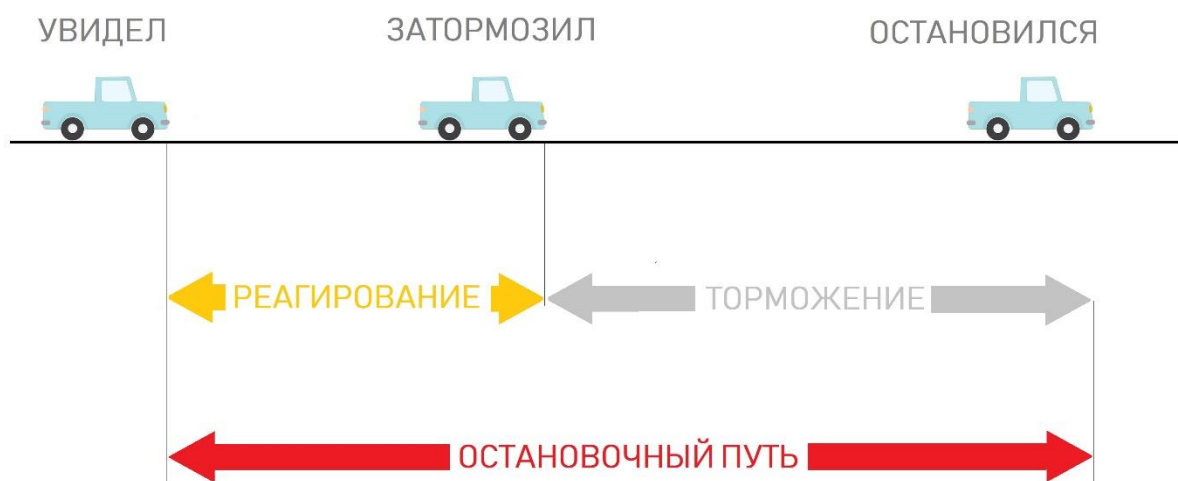 УВИДЕЛ ЗАТОРМОЗИЛ ОСТАНОВИЛСЯ
РЕАГИРОВАНИЕ ТОРМОЖЕНИЕ
ОСТАНОВОЧНЫЙ ПУТЬ